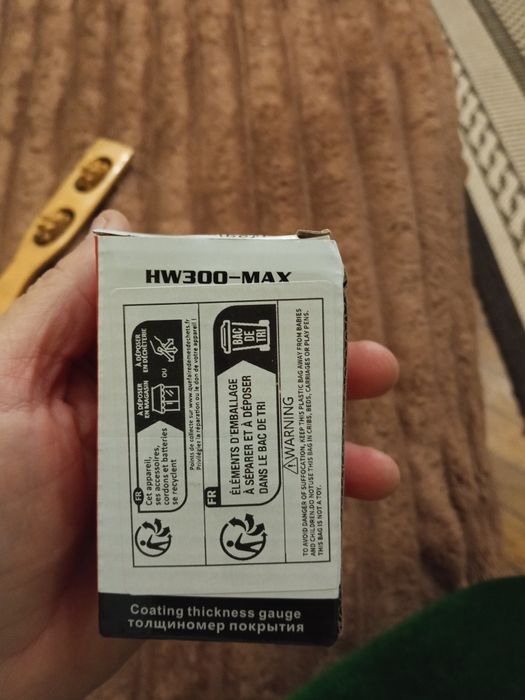 HW300-MAX
FR
Cet appareil,
ses accessoires,
cordons et batteries
se recyclent
À DÉPOSER
EN MAGASIN
OU
À DÉPOSER
EN DÉCHÈTERIE
Points de collecte sur www.quefairedemesdechets.fr
Privilégiez la réparation ou le don de votre appareil !
FR
ÉLÉMENTS D'EMBALLAGE
À SÉPARER ET À DÉPOSER
DANS LE BAC DE TRI
BAC
DE
TRI
WARNING
TO AVOID DANGER OF SUFFOCATION, KEEP THIS PLASTIC BAG AWAY FROM BABIES
AND CHILDREN.DO NOT USE THIS BAG IN CRIBS, BEDS, CARRIAGES OR PLAY PENS.
THIS BAG IS NOT A TOY.
Coating thickness gauge
толщиномер покрытия